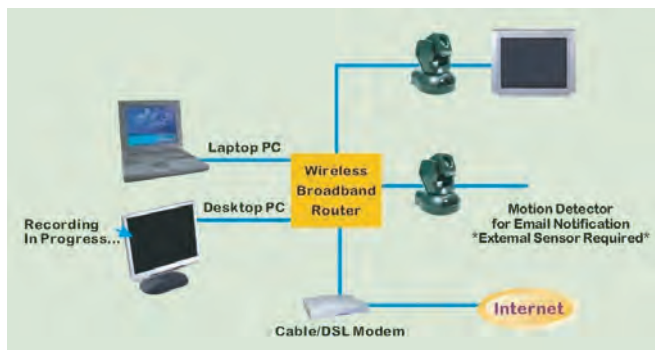 Laptop PC
Wireless
Broadband
Router
Desktop PC
Recording
In Progress...
Motion Detector
for Email Notification
*External Sensor Required*
Internet
Cable/DSL Modem